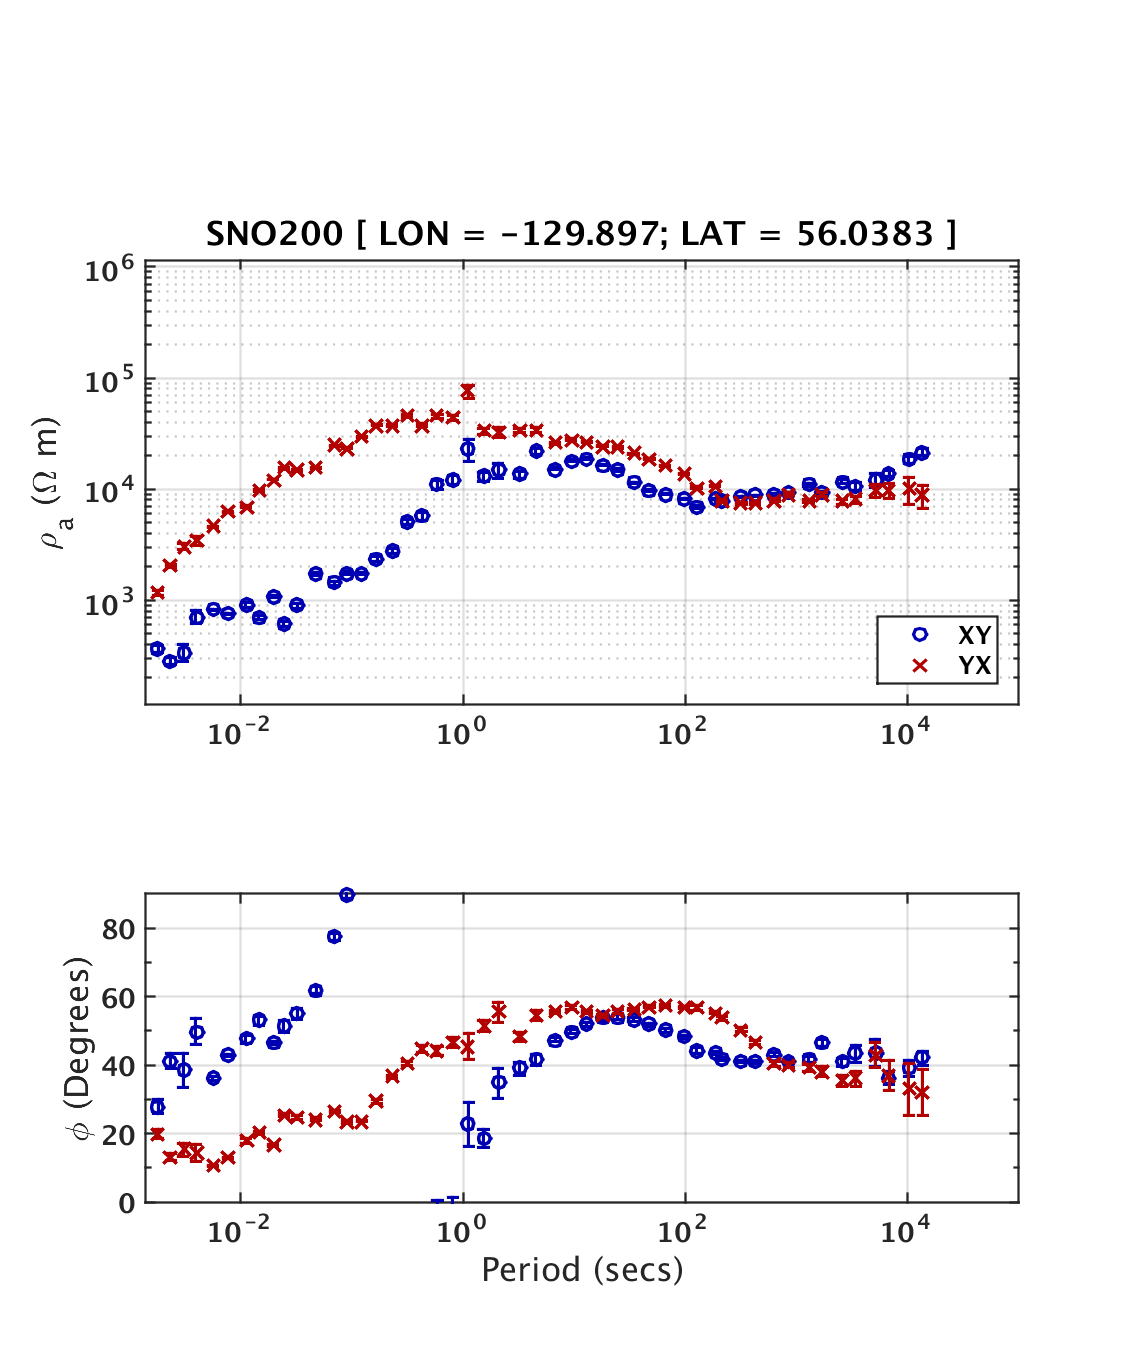 SNO200 [ LON = -129.897; LAT = 56.0383 ]
10^6
10^5
10^4
10^3
ρ_a (Ω m)
XY
YX
10^-2 10^0 10^2 10^4
80
60
40
20
0
ϕ (Degrees)
10^-2 10^0 10^2 10^4
Period (secs)